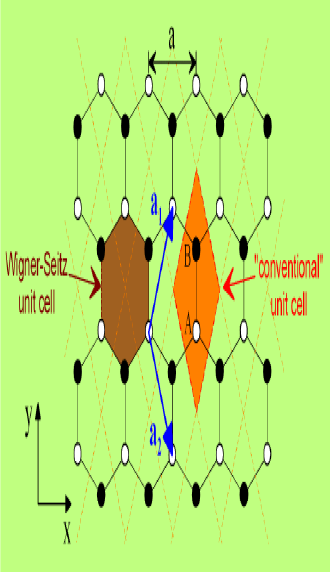 a
a1
B
Wigner-Seitz
unit cell
"conventional"
unit cell
A
a2
y
x